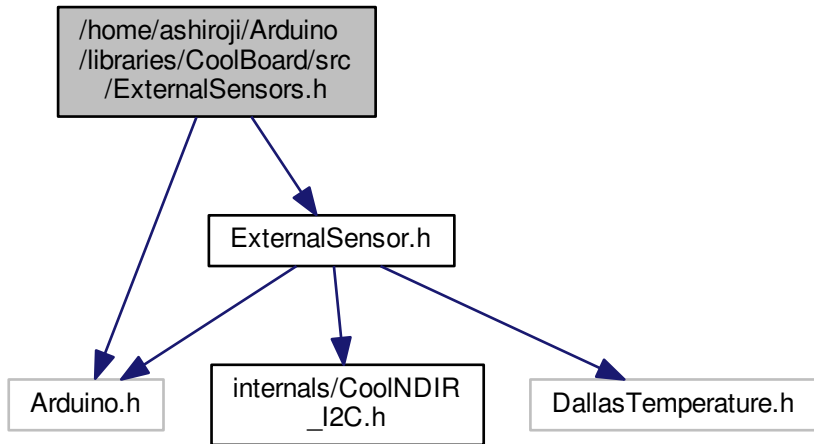 /home/ashiroji/Arduino
/libraries/CoolBoard/src
/ExternalSensors.h
ExternalSensor.h
Arduino.h
internals/CoolNDIR
_I2C.h
DallasTemperature.h